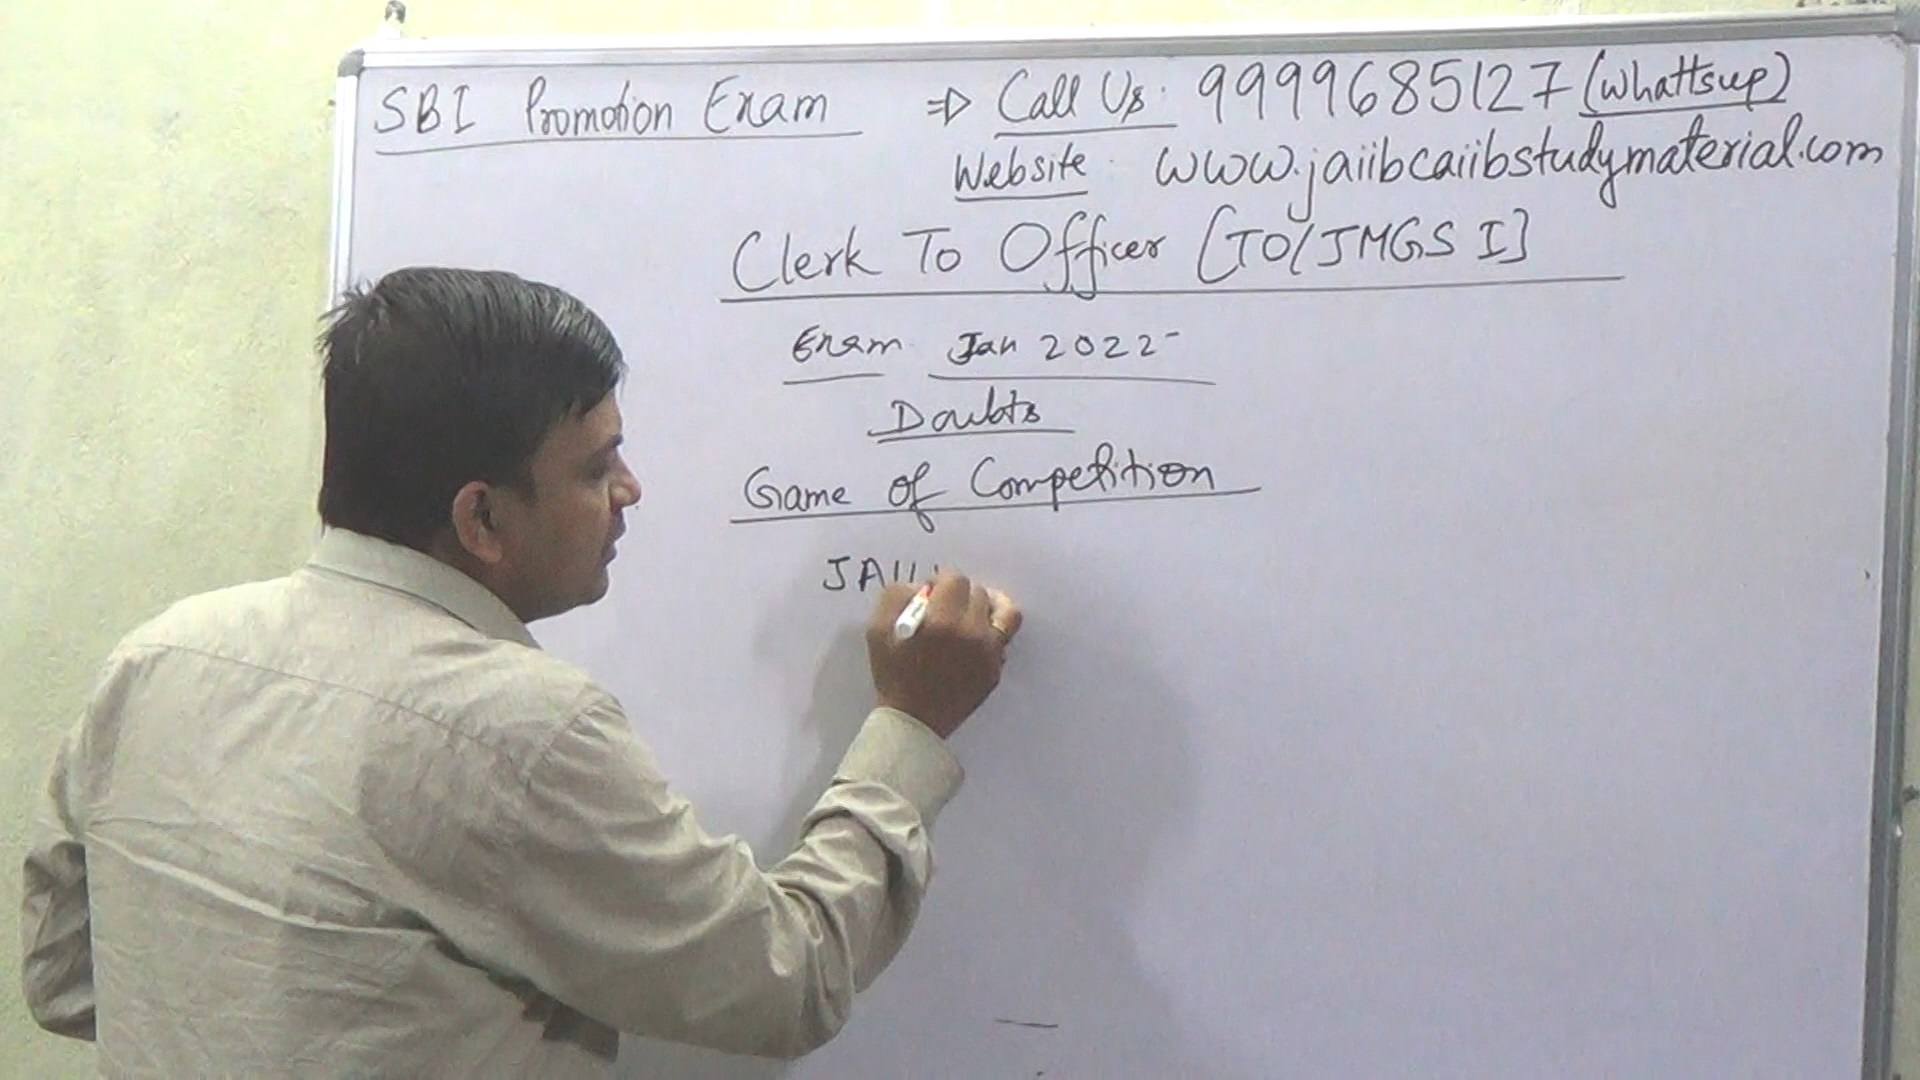 SBI Promotion Exam ⇒ Call Us: 9999685127 (whattsup)
Website: www.jaiibcaiibstudymaterial.com
Clerk To Officer [TO/JMGS I]
Exam Jan 2022
Doubts
Game of Competition
JAII